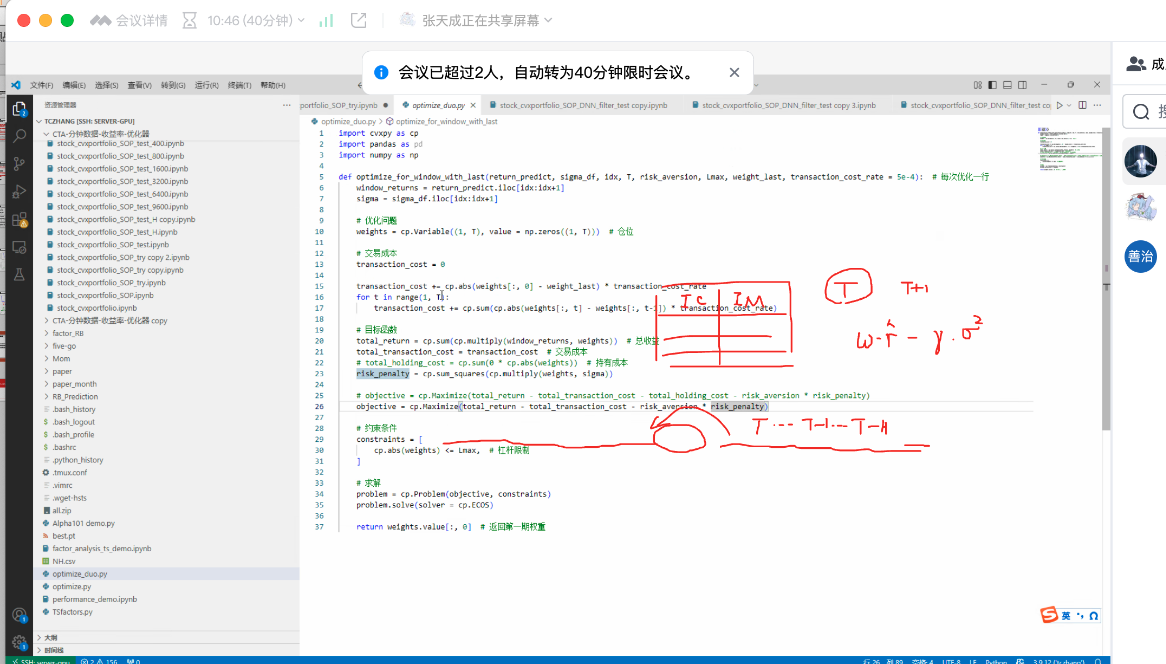 会议详情
10:46 (40分钟)
张天成正在共享屏幕
会议已超过2人，自动转为40分钟限时会议。
成
文件(F) 编辑(E) 选择(S) 查看(V) 转到(G) 运行(R) 终端(T) 帮助(H)
资源管理器
TCZHANG [SSH: SERVER-GPU]
CTA-分钟数据-收益率-优化器
stock_cvxportfolio_SOP_test_400.ipynb
stock_cvxportfolio_SOP_test_800.ipynb
stock_cvxportfolio_SOP_test_1600.ipynb
stock_cvxportfolio_SOP_test_3200.ipynb
stock_cvxportfolio_SOP_test_6400.ipynb
stock_cvxportfolio_SOP_test_9600.ipynb
stock_cvxportfolio_SOP_test_H copy.ipynb
stock_cvxportfolio_SOP_test_H.ipynb
stock_cvxportfolio_SOP_test.ipynb
stock_cvxportfolio_SOP_try copy 2.ipynb
stock_cvxportfolio_SOP_try copy.ipynb
stock_cvxportfolio_SOP_try.ipynb
stock_cvxportfolio_SOP.ipynb
stock_cvxportfolio.ipynb
CTA-分钟数据-收益率-优化器 copy
factor_RB
five-go
Mom
paper
paper_month
RB_Prediction
.bash_history
.bash_logout
.bash_profile
.bashrc
.python_history
.tmux.conf
.vimrc
.wget-hsts
all.zip
Alpha101 demo.py
best.pt
factor_analysis_ts_demo.ipynb
NH.csv
optimize_duo.py
optimize.py
performance_demo.ipynb
TSfactors.py
大纲
时间线
portfolio_SOP_try.ipynb
optimize_duo.py
stock_cvxportfolio_SOP_DNN_filter_test copy.ipynb
stock_cvxportfolio_SOP_DNN_filter_test copy 3.ipynb
stock_cvxportfolio_SOP_DNN_filter_test co
optimize_duo.py > optimize_for_window_with_last
1 import cvxpy as cp
2 import pandas as pd
3 import numpy as np
4
5 def optimize_for_window_with_last(return_predict, sigma_df, idx, T, risk_aversion, Lmax, weight_last, transaction_cost_rate = 5e-4): # 每次优化一行
6 window_returns = return_predict.iloc[idx:idx+1]
7 sigma = sigma_df.iloc[idx:idx+1]
8
9 # 优化问题
10 weights = cp.Variable((1, T), value = np.zeros((1, T))) # 仓位
11
12 # 交易成本
13 transaction_cost = 0
14
15 transaction_cost += cp.abs(weights[:, 0] - weight_last) * transaction_cost_rate
16 for t in range(1, T):
17 transaction_cost += cp.sum(cp.abs(weights[:, t] - weights[:, t-1]) * transaction_cost_rate)
18
19 # 目标函数
20 total_return = cp.sum(cp.multiply(window_returns, weights)) # 总收益
21 total_transaction_cost = transaction_cost # 交易成本
22 # total_holding_cost = cp.sum(0 * cp.abs(weights)) # 持有成本
23 risk_penalty = cp.sum_squares(cp.multiply(weights, sigma))
24
25 # objective = cp.Maximize(total_return - total_transaction_cost - total_holding_cost - risk_aversion * risk_penalty)
26 objective = cp.Maximize(total_return - total_transaction_cost - risk_aversion * risk_penalty)
27
28 # 约束条件
29 constraints = [
30 cp.abs(weights) <= Lmax, # 杠杆限制
31 ]
32
33 # 求解
34 problem = cp.Problem(objective, constraints)
35 problem.solve(solver = cp.ECOS)
36
37 return weights.value[:, 0] # 返回第一期权重
IC IM
T T+1
w·r̂ - γ·σ²
T ··· T-1 ··· T-H
善治
英
SSH: server-gpu
2 156
行 26, 列 89 空格: 4 UTF-8 LF Python